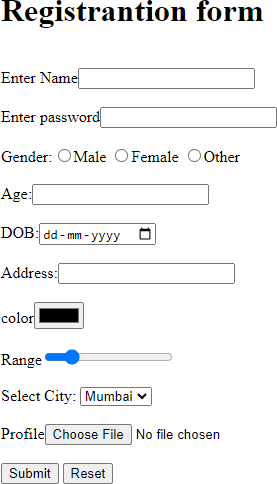 Registrantion form
Enter Name
Enter password
Gender: Male Female Other
Age:
DOB: dd-mm-yyyy
Address:
color
Range
Select City: Mumbai
Profile Choose File No file chosen
Submit Reset